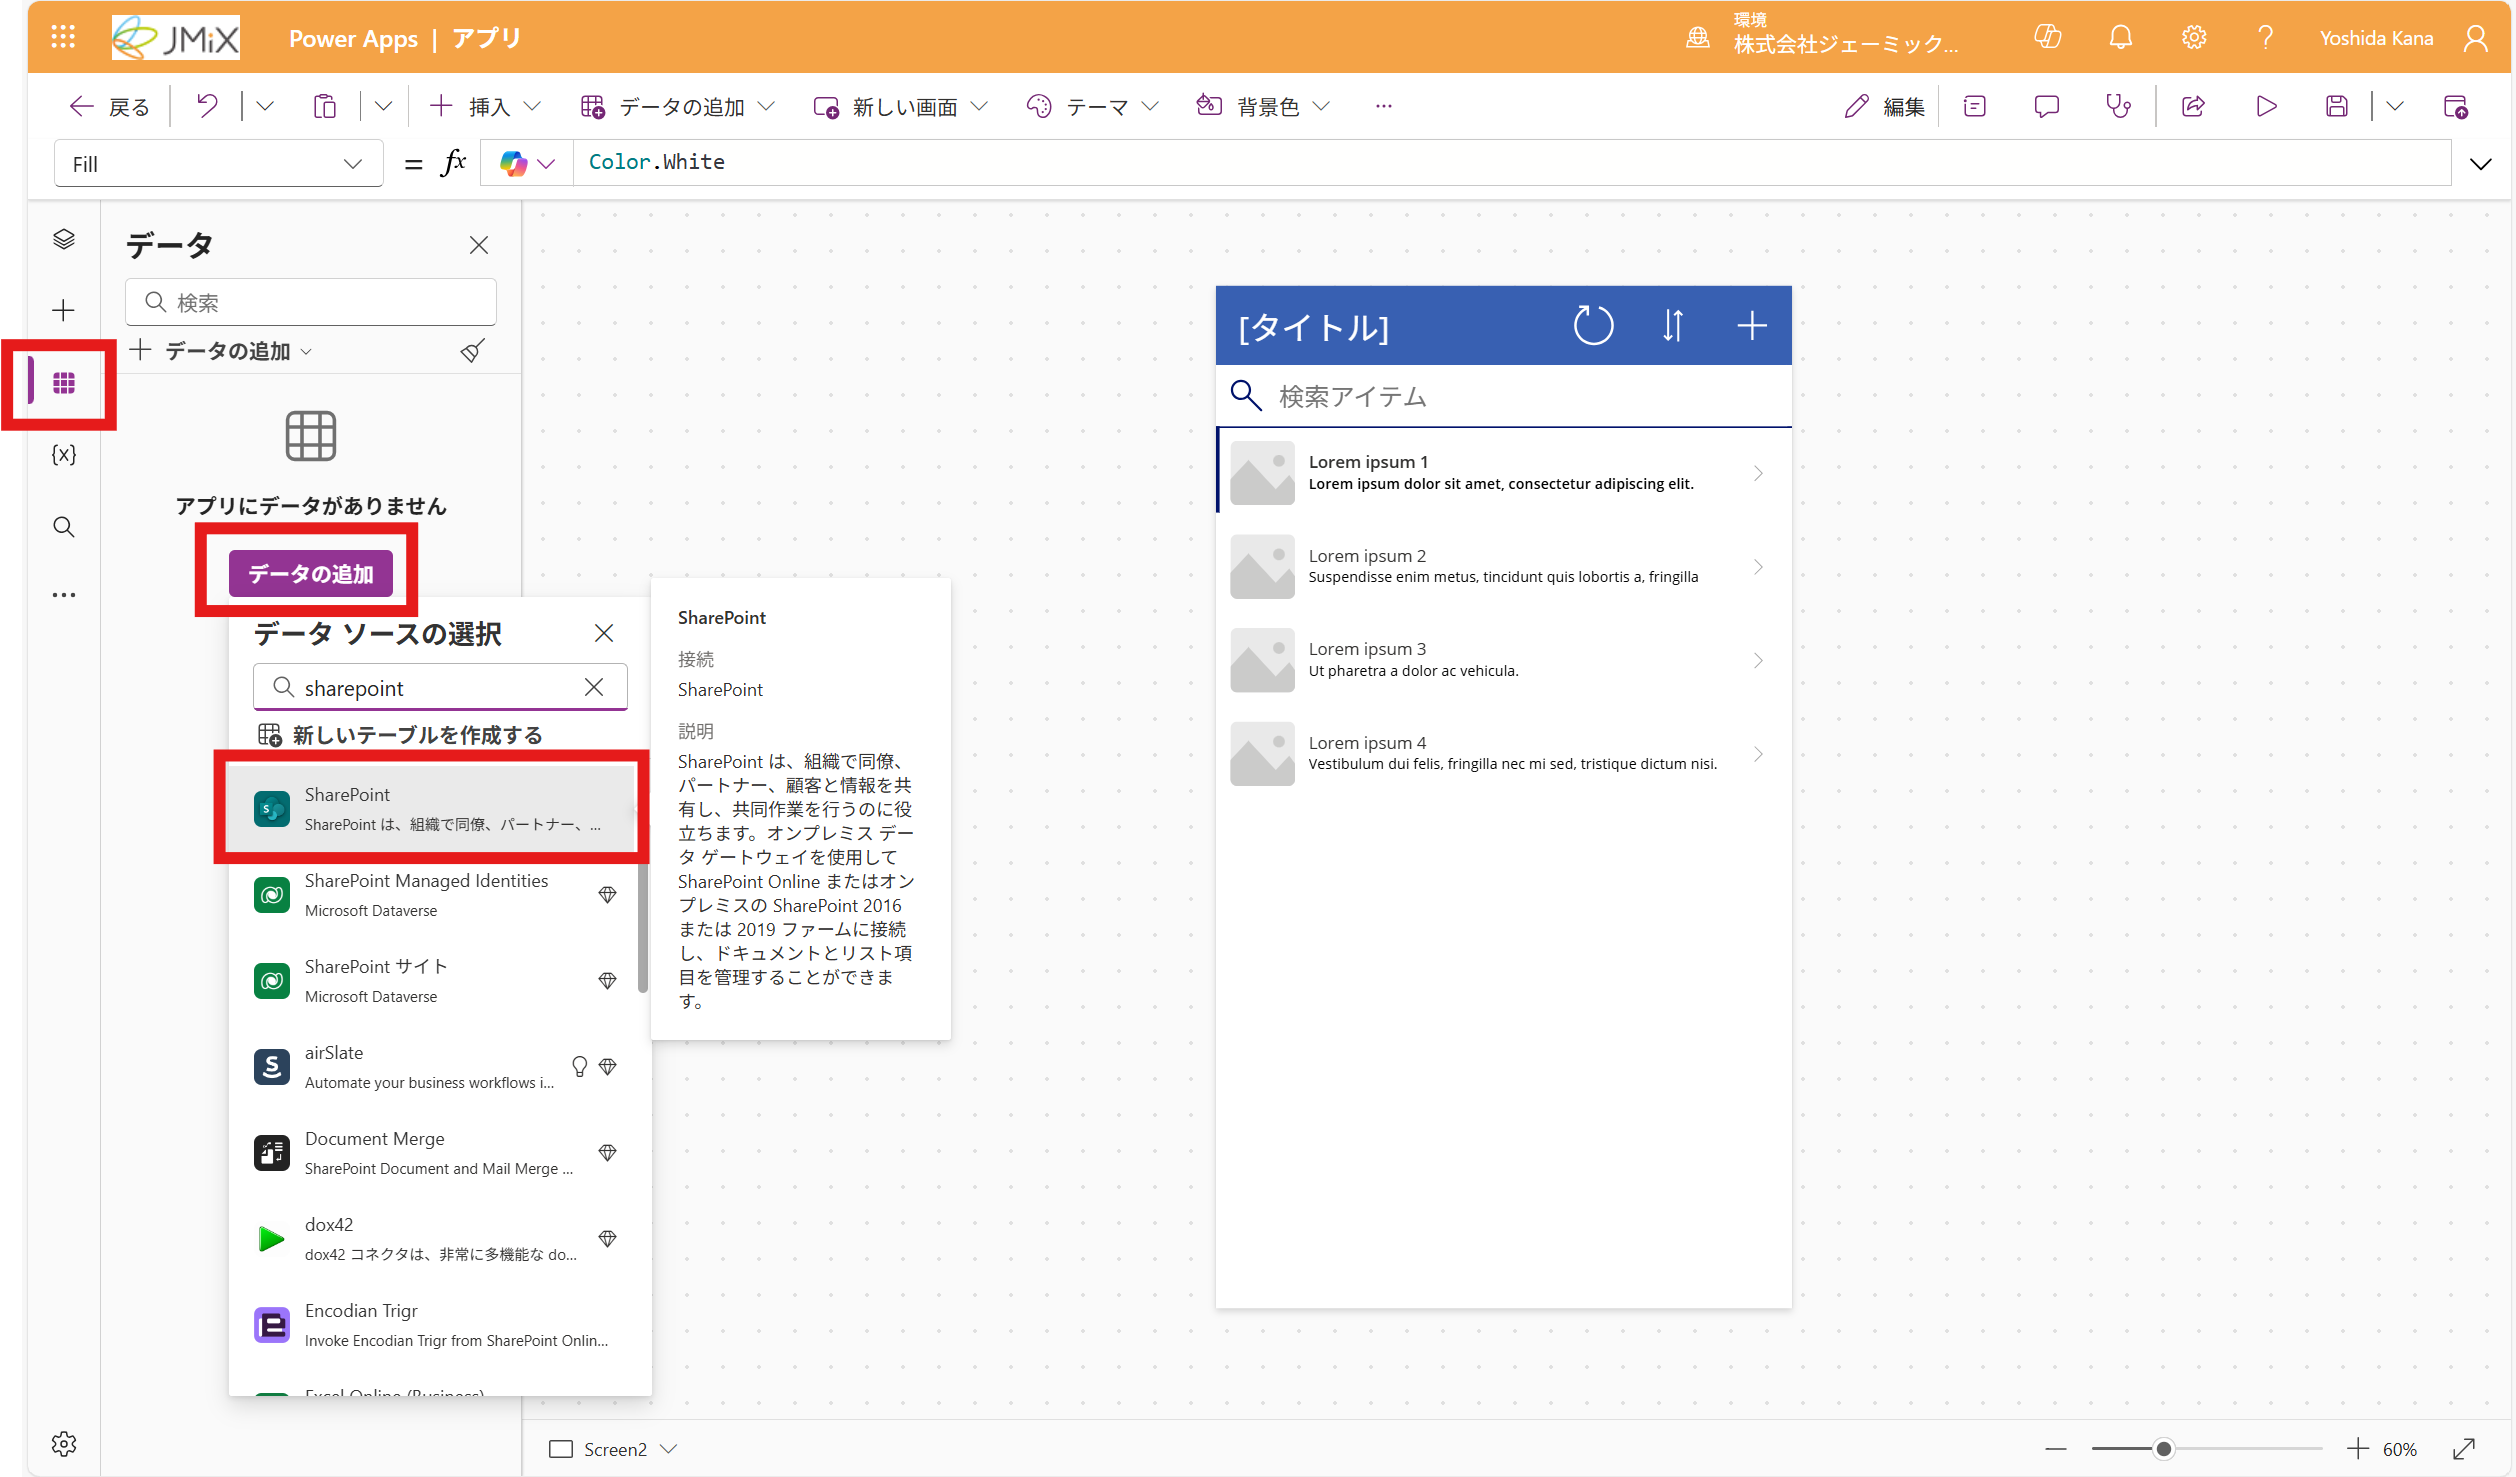 JMiX
Power Apps | アプリ
環境
株式会社ジェーミック...
Yoshida Kana
戻る
挿入
データの追加
新しい画面
テーマ
背景色
編集
Fill
= fx
Color.White
データ
検索
データの追加
アプリにデータがありません
データの追加
データ ソースの選択
sharepoint
新しいテーブルを作成する
SharePoint
SharePoint は、組織で同僚、パートナー、...
SharePoint Managed Identities
Microsoft Dataverse
SharePoint サイト
Microsoft Dataverse
airSlate
Automate your business workflows i...
Document Merge
SharePoint Document and Mail Merge ...
dox42
dox42 コネクタは、非常に多機能な do...
Encodian Trigr
Invoke Encodian Trigr from SharePoint Onlin...
Excel Online (Business)
SharePoint
接続
SharePoint
説明
SharePoint は、組織で同僚、
パートナー、顧客と情報を共
有し、共同作業を行うのに役
立ちます。オンプレミス デー
タ ゲートウェイを使用して
SharePoint Online またはオン
プレミスの SharePoint 2016
または 2019 ファームに接続
し、ドキュメントとリスト項
目を管理することができま
す。
[タイトル]
検索アイテム
Lorem ipsum 1
Lorem ipsum dolor sit amet, consectetur adipiscing elit.
Lorem ipsum 2
Suspendisse enim metus, tincidunt quis lobortis a, fringilla
Lorem ipsum 3
Ut pharetra a dolor ac vehicula.
Lorem ipsum 4
Vestibulum dui felis, fringilla nec mi sed, tristique dictum nisi.
Screen2
60%